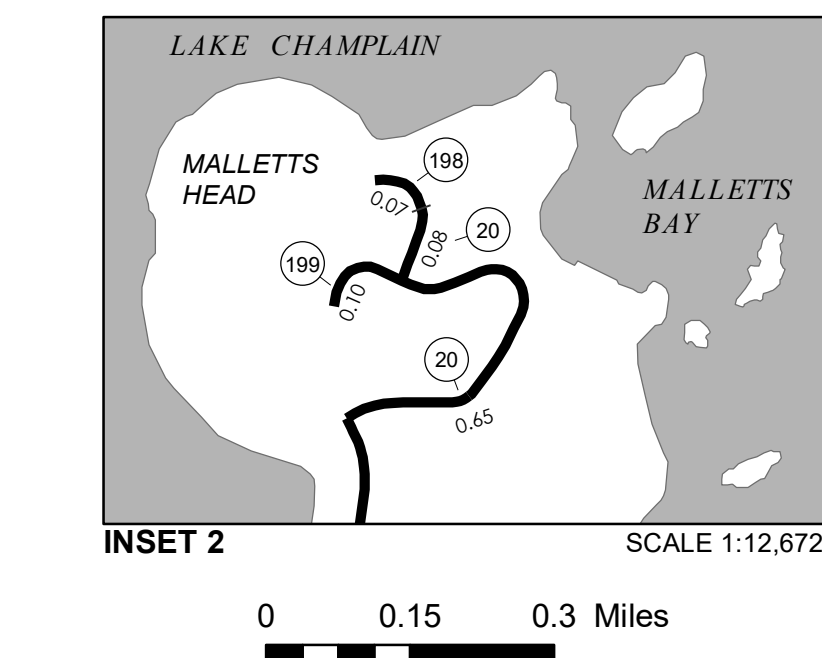 LAKE CHAMPLAIN
MALLETTS
HEAD
198
0.07
MALLETTS
BAY
20
0.08
199
0.10
20
0.65
INSET 2
SCALE 1:12,672
0 0.15 0.3 Miles